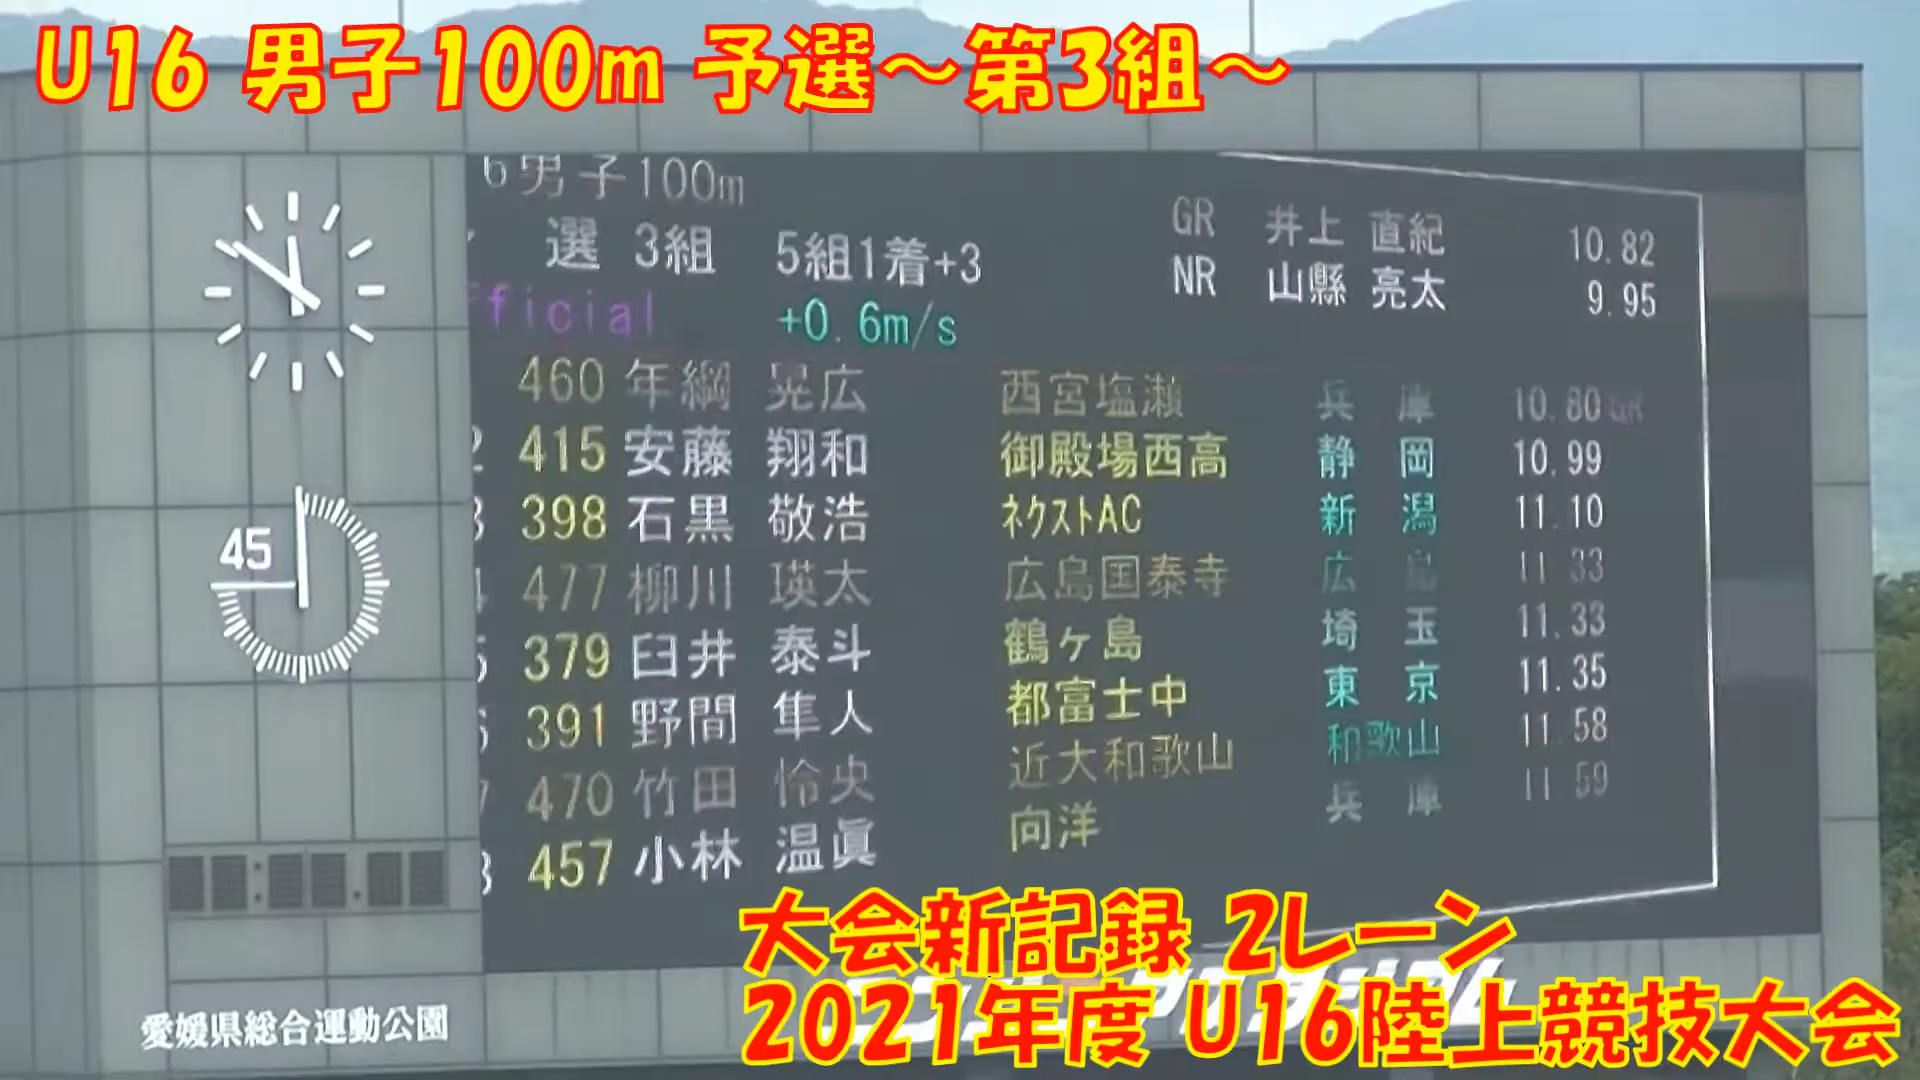 U16 男子100m 予選～第3組～
6男子100m
選 3組 5組1着+3
GR 井上 直紀 10.82
NR 山縣 亮太 9.95
fficial +0.6m/s
460 年綱 晃広 西宮塩瀬 兵庫 10.80 GR
2 415 安藤 翔和 御殿場西高 静岡 10.99
3 398 石黒 敬浩 ネクストAC 新潟 11.10
4 477 柳川 瑛太 広島国泰寺 広島 11.33
5 379 臼井 泰斗 鶴ヶ島 埼玉 11.33
6 391 野間 隼人 都富士中 東京 11.35
7 470 竹田 怜央 近大和歌山 和歌山 11.58
8 457 小林 温眞 向洋 兵庫 11.59
45
愛媛県総合運動公園
大会新記録 2レーン
2021年度 U16陸上競技大会